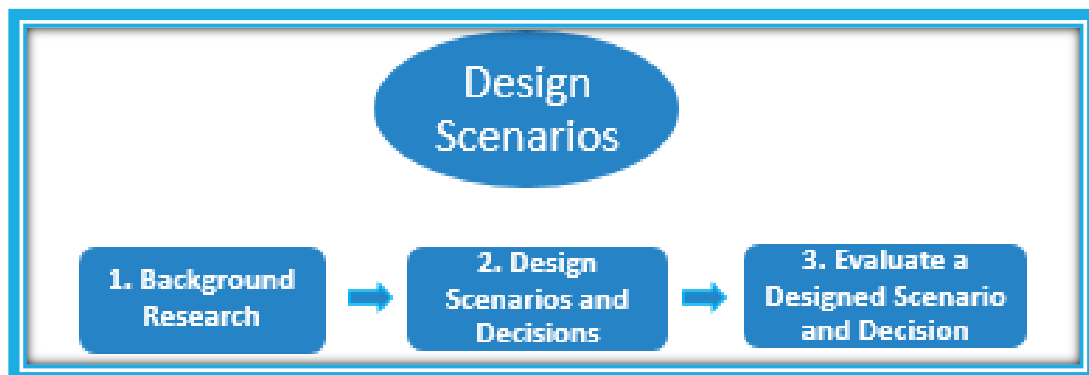 Design
Scenarios
1. Background
Research
2. Design
Scenarios and
Decisions
3. Evaluate a
Designed Scenario
and Decision